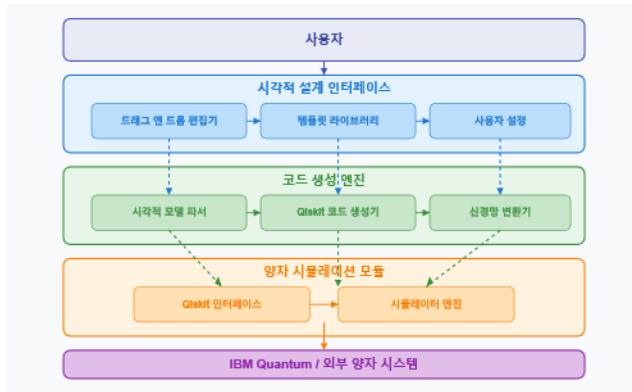 사용자
시각적 설계 인터페이스
드래그 앤 드롭 편집기
템플릿 라이브러리
사용자 설정
코드 생성 엔진
시각적 모델 파서
Qiskit 코드 생성기
신경망 변환기
양자 시뮬레이션 모듈
Qiskit 인터페이스
시뮬레이터 엔진
IBM Quantum / 외부 양자 시스템